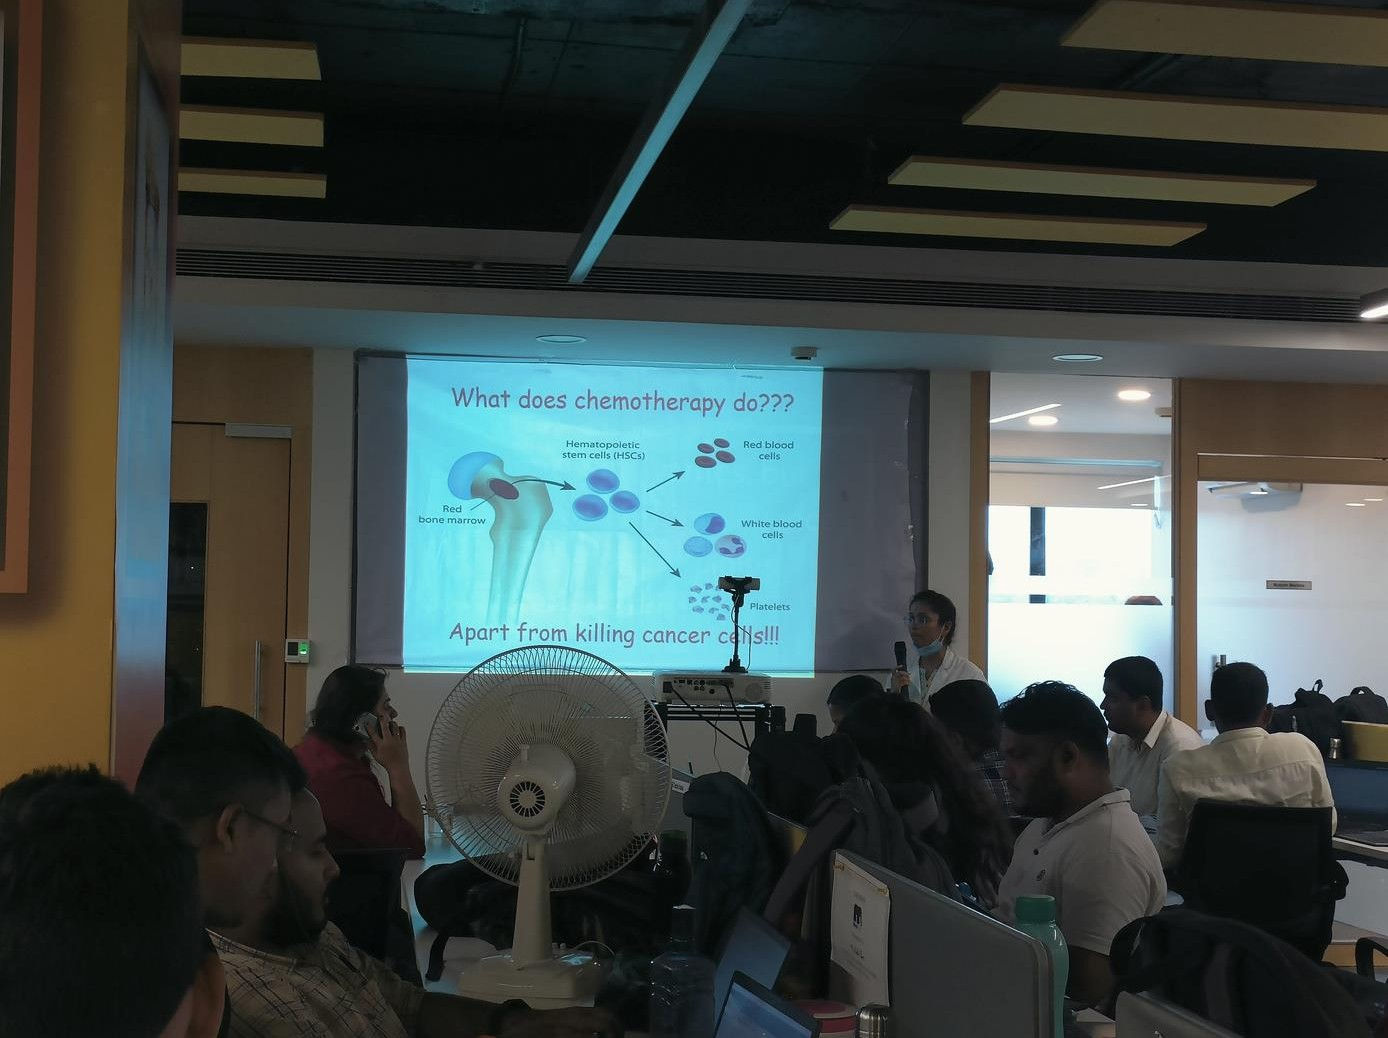 What does chemotherapy do???
Hematopoietic
stem cells (HSCs)
Red blood
cells
Red
bone marrow
White blood
cells
Platelets
Apart from killing cancer cells!!!